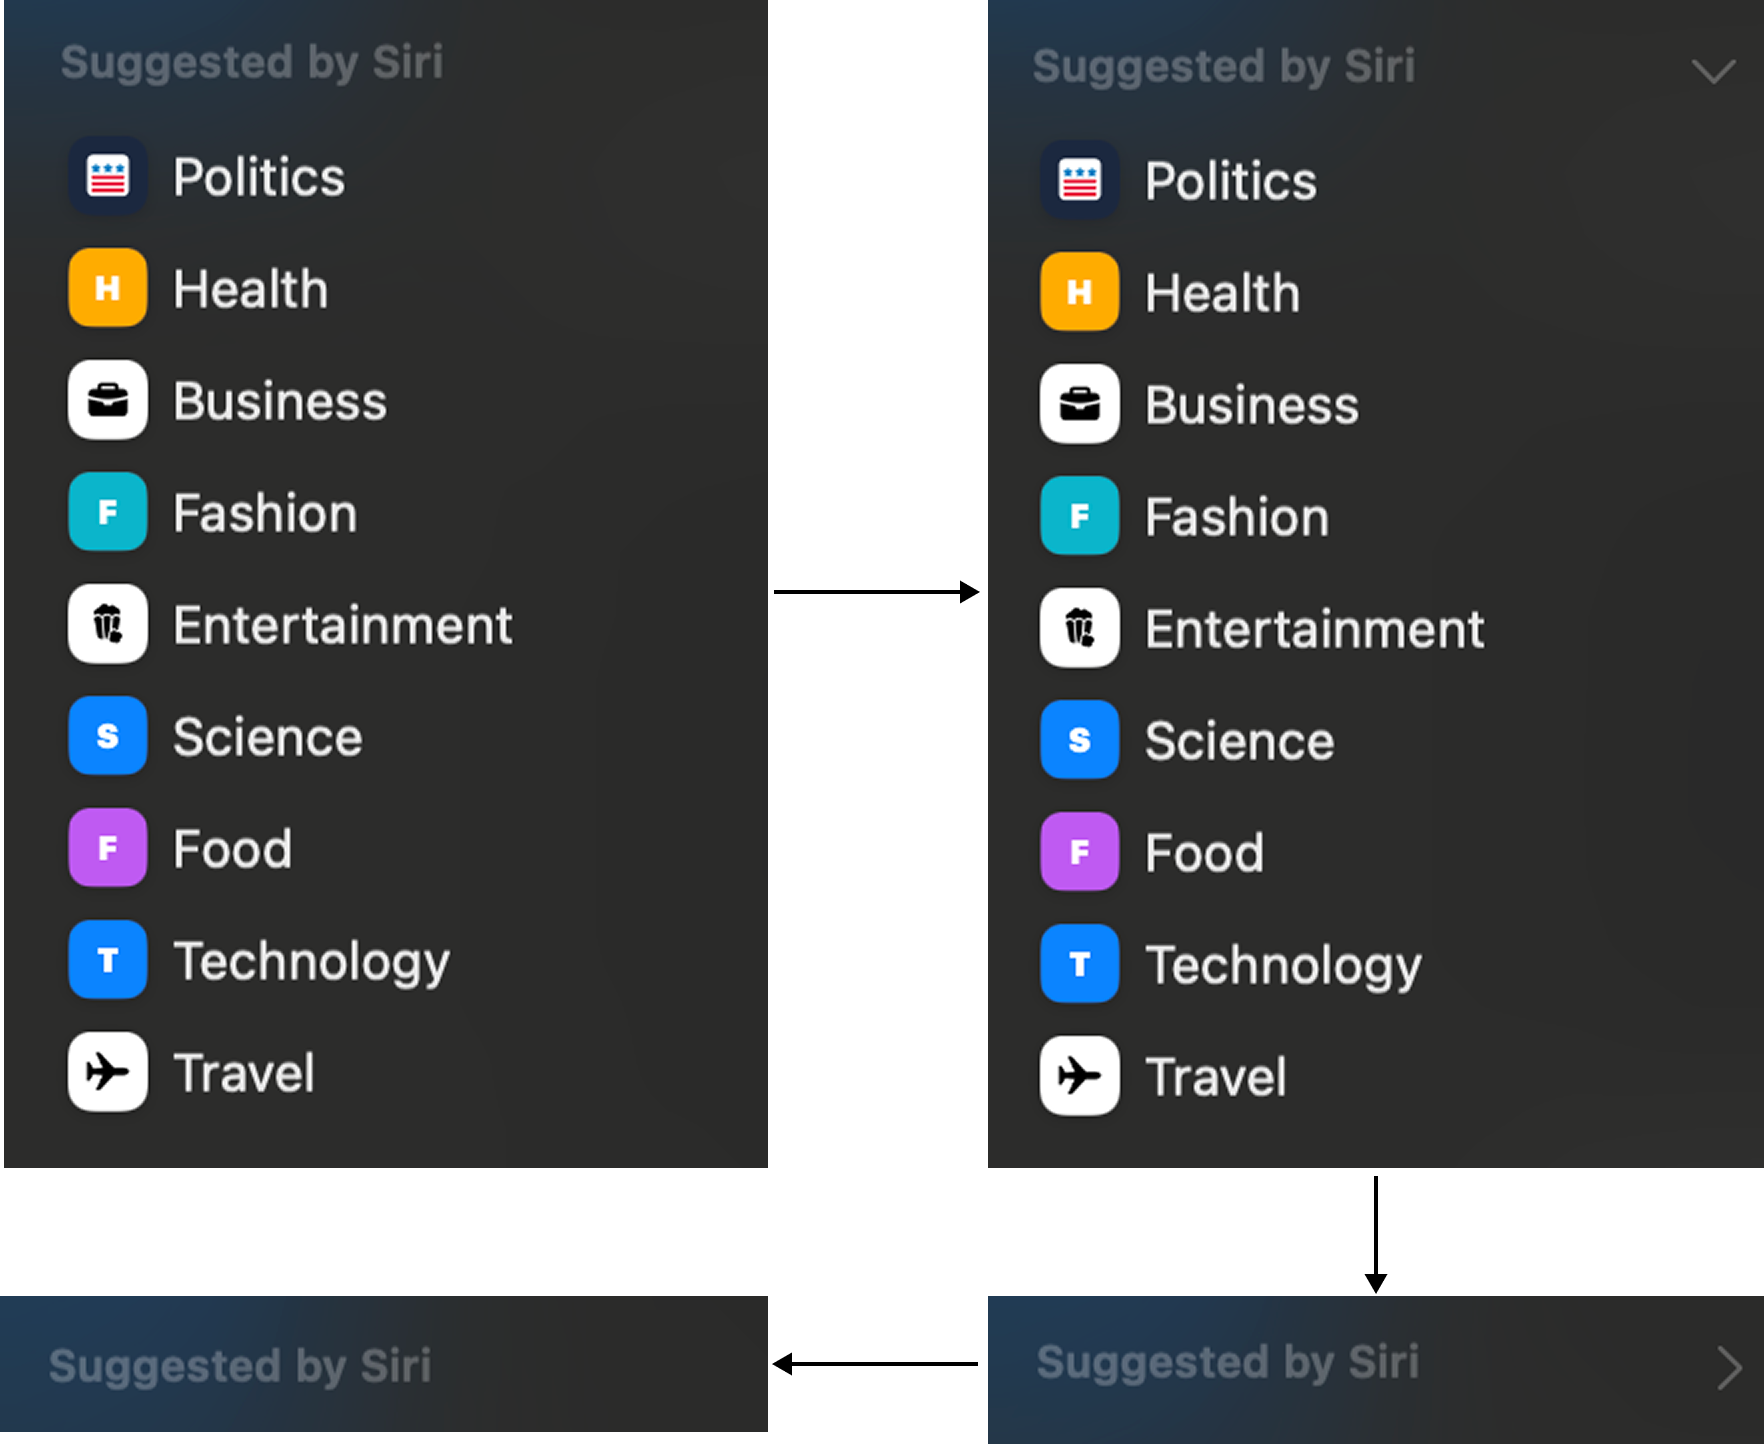 Suggested by Siri
Politics
H Health
Business
F Fashion
Entertainment
S Science
F Food
T Technology
Travel
Suggested by Siri
Politics
H Health
Business
F Fashion
Entertainment
S Science
F Food
T Technology
Travel
Suggested by Siri
Suggested by Siri